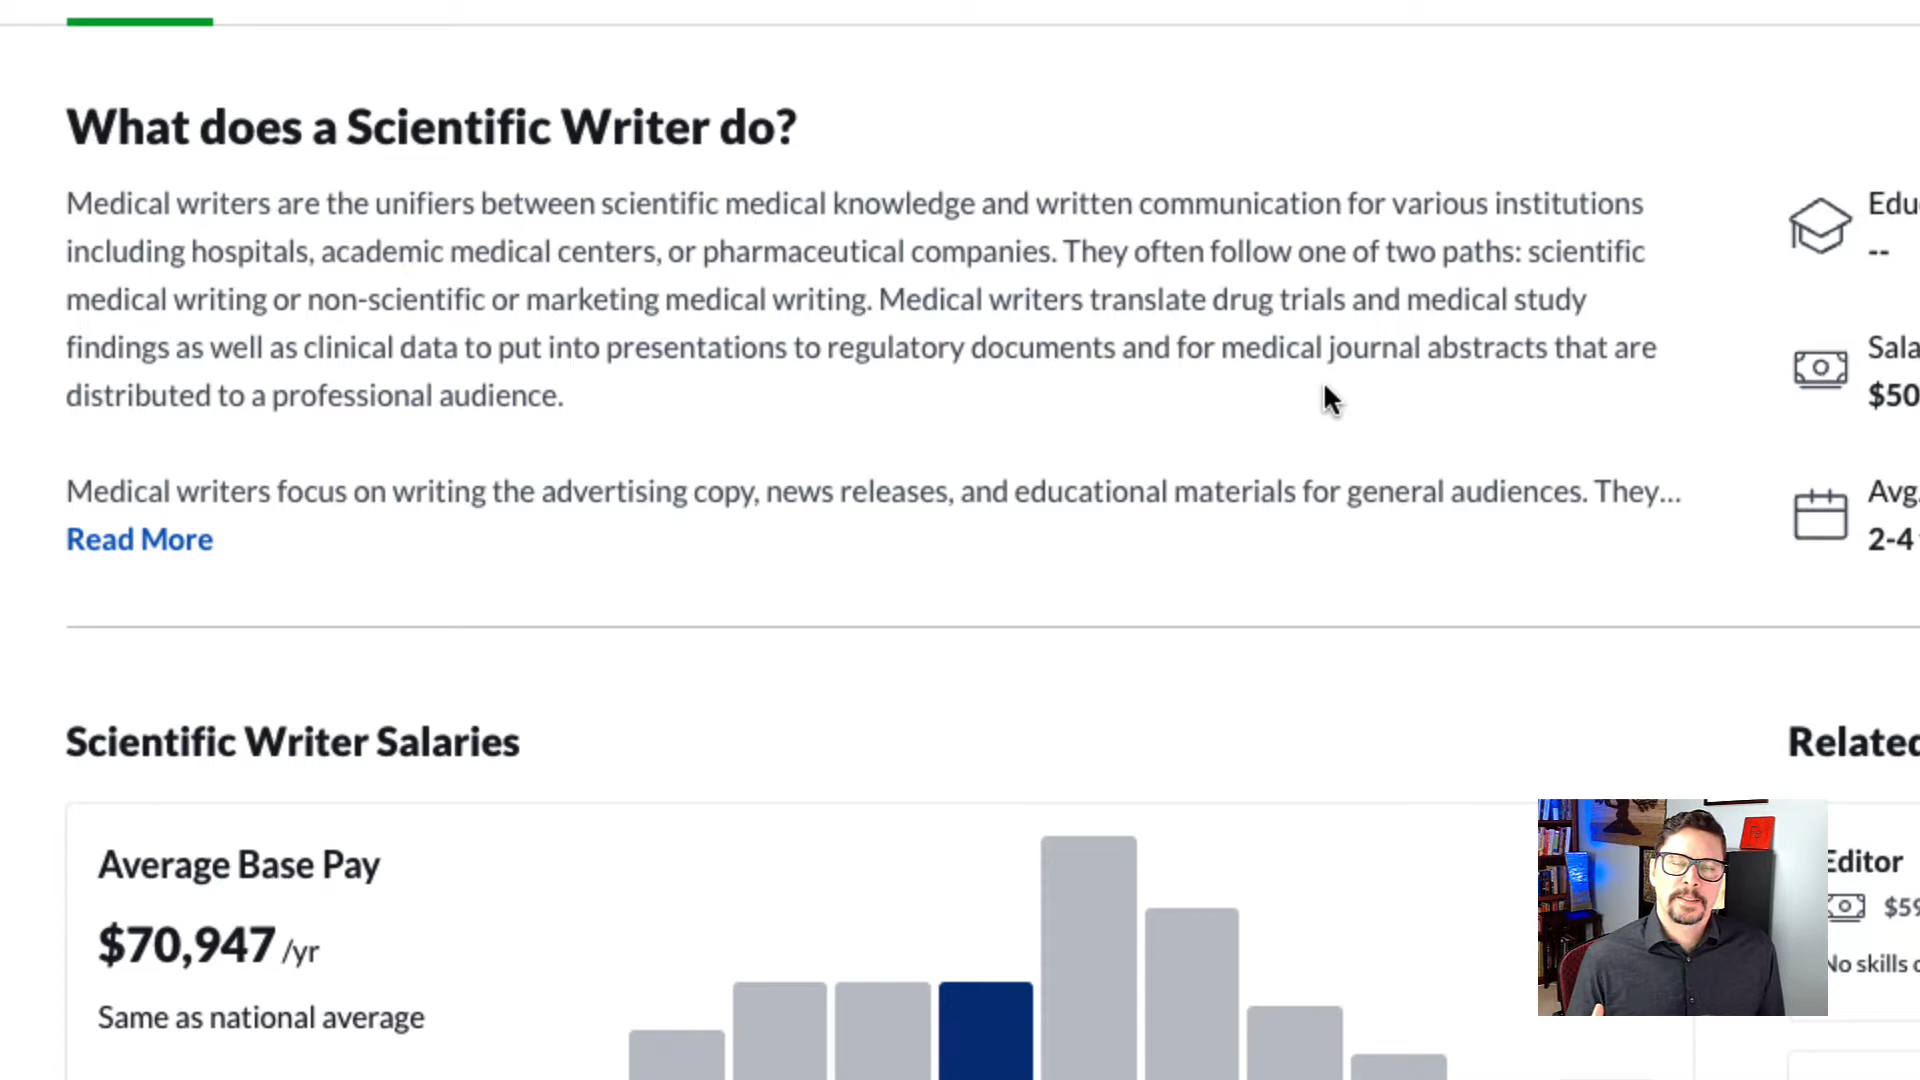 What does a Scientific Writer do?
Medical writers are the unifiers between scientific medical knowledge and written communication for various institutions
including hospitals, academic medical centers, or pharmaceutical companies. They often follow one of two paths: scientific
medical writing or non-scientific or marketing medical writing. Medical writers translate drug trials and medical study
findings as well as clinical data to put into presentations to regulatory documents and for medical journal abstracts that are
distributed to a professional audience.
Medical writers focus on writing the advertising copy, news releases, and educational materials for general audiences. They...
Read More
Edu
--
Sala
$50
Avg.
2-4
Scientific Writer Salaries
Average Base Pay
$70,947 /yr
Same as national average
Related
Editor
$59
No skills